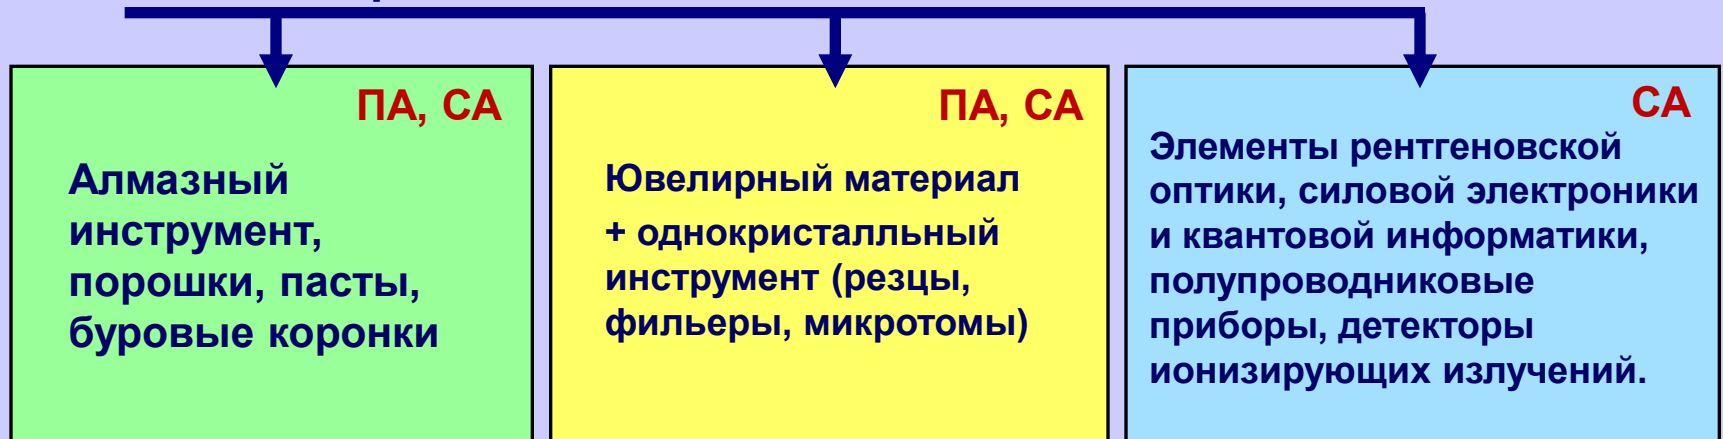 ПА, СА
Алмазный
инструмент,
порошки, пасты,
буровые коронки
ПА, СА
Ювелирный материал
+ однокристалльный
инструмент (резцы,
фильеры, микротомы)
СА
Элементы рентгеновской
оптики, силовой электроники
и квантовой информатики,
полупроводниковые
приборы, детекторы
ионизирующих излучений.